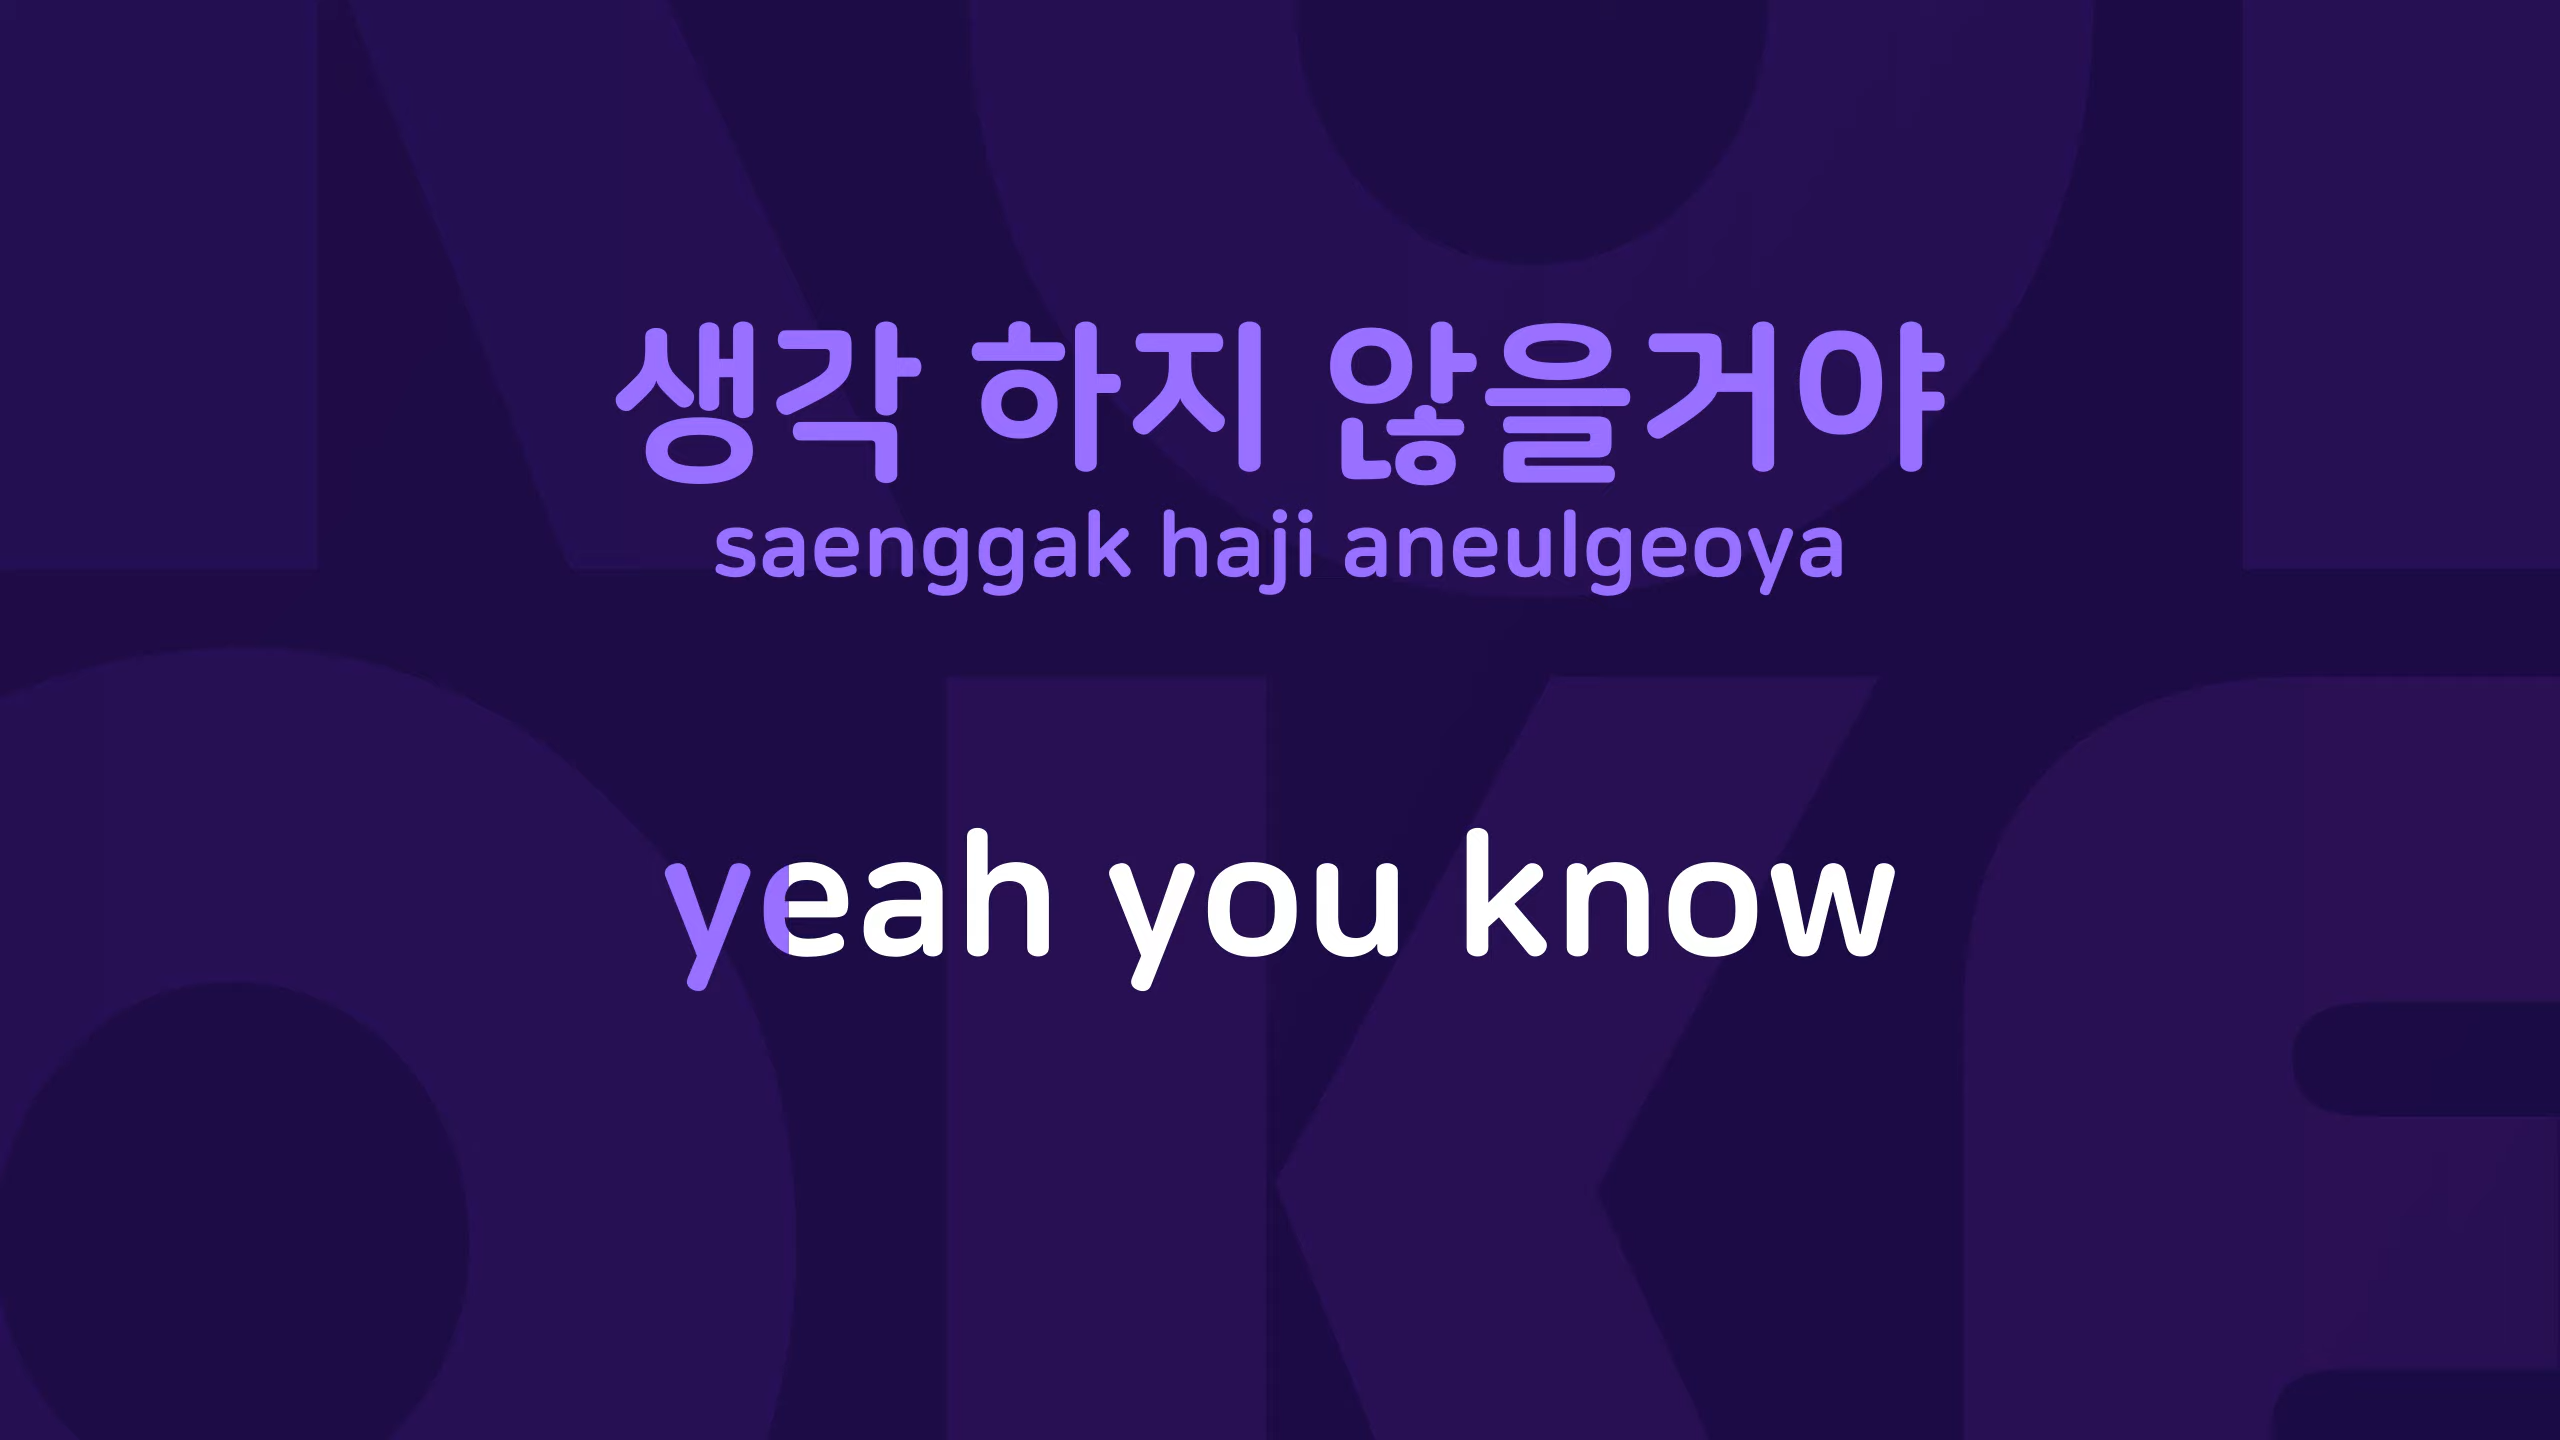 생각 하지 않을거야
saenggak haji aneulgeoya
yeah you know